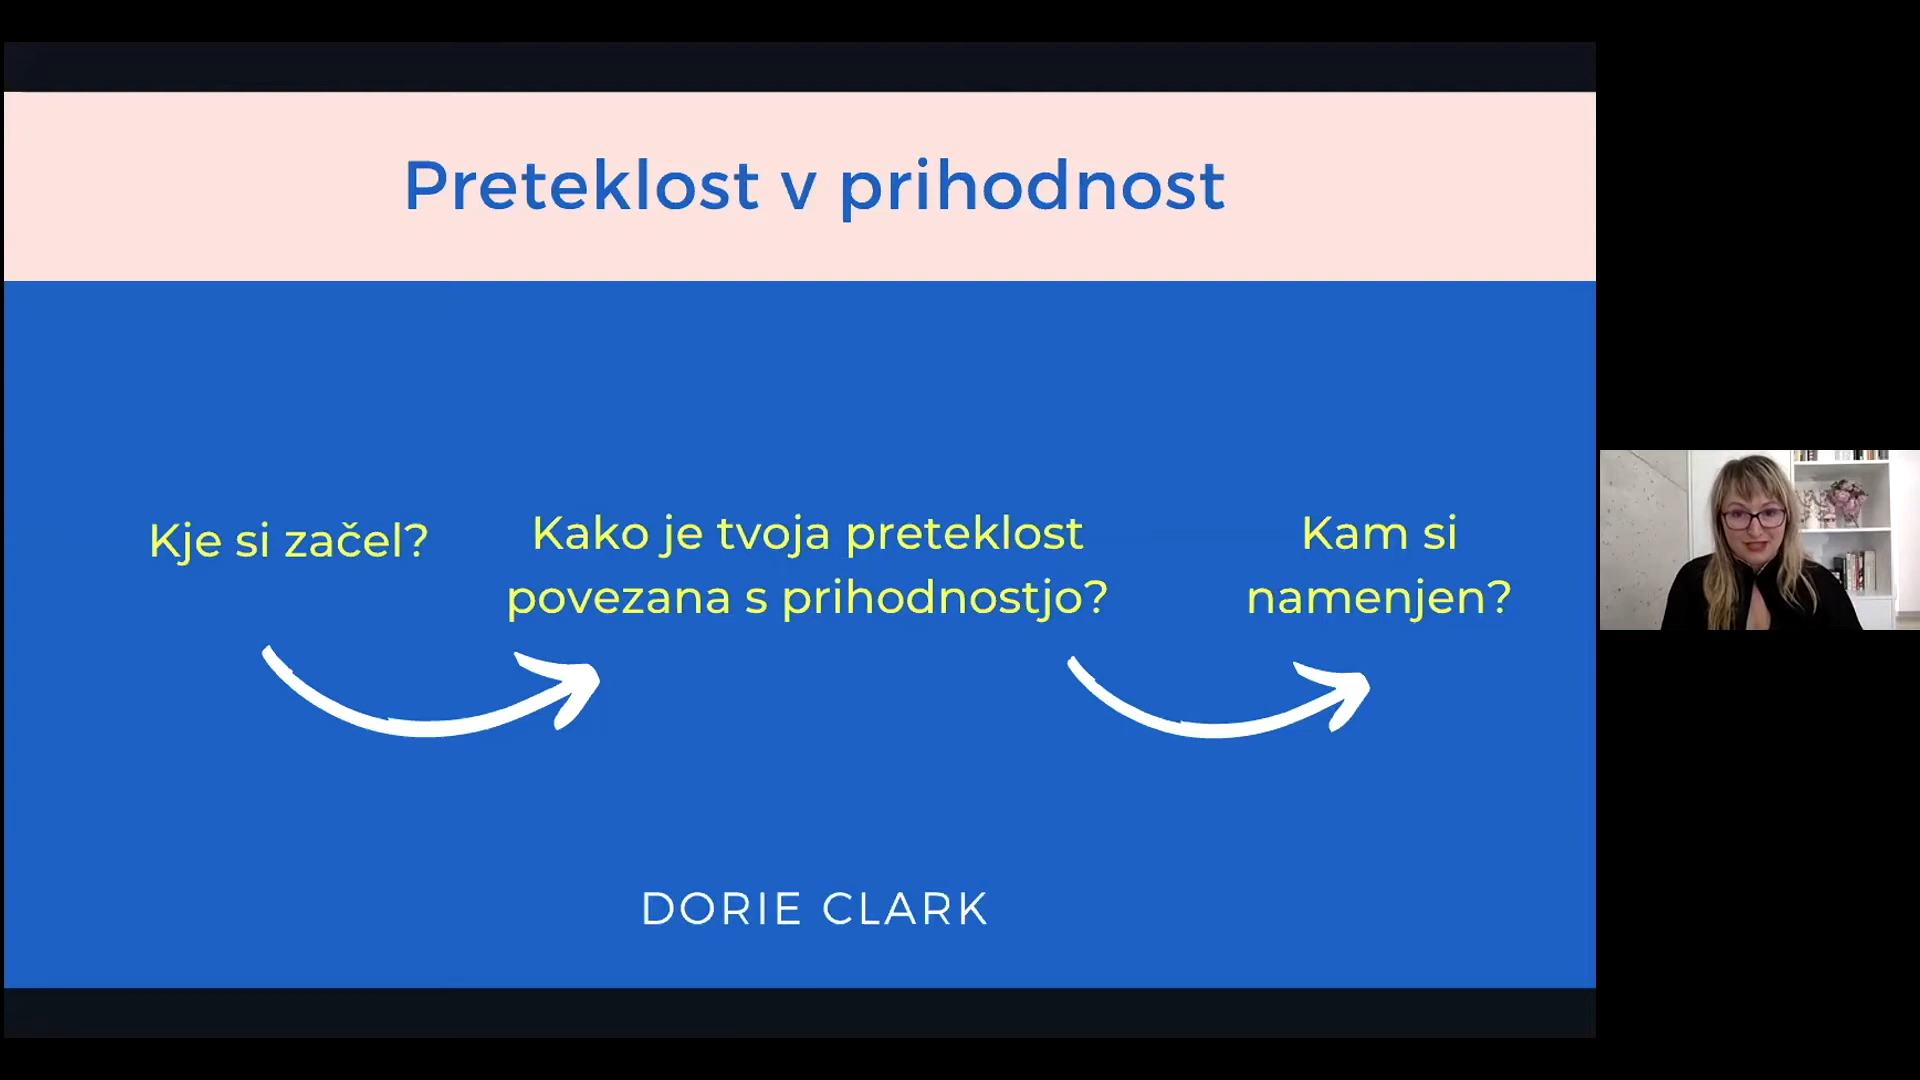 Preteklost v prihodnost
Kje si začel?
Kako je tvoja preteklost
povezana s prihodnostjo?
Kam si
namenjen?
DORIE CLARK